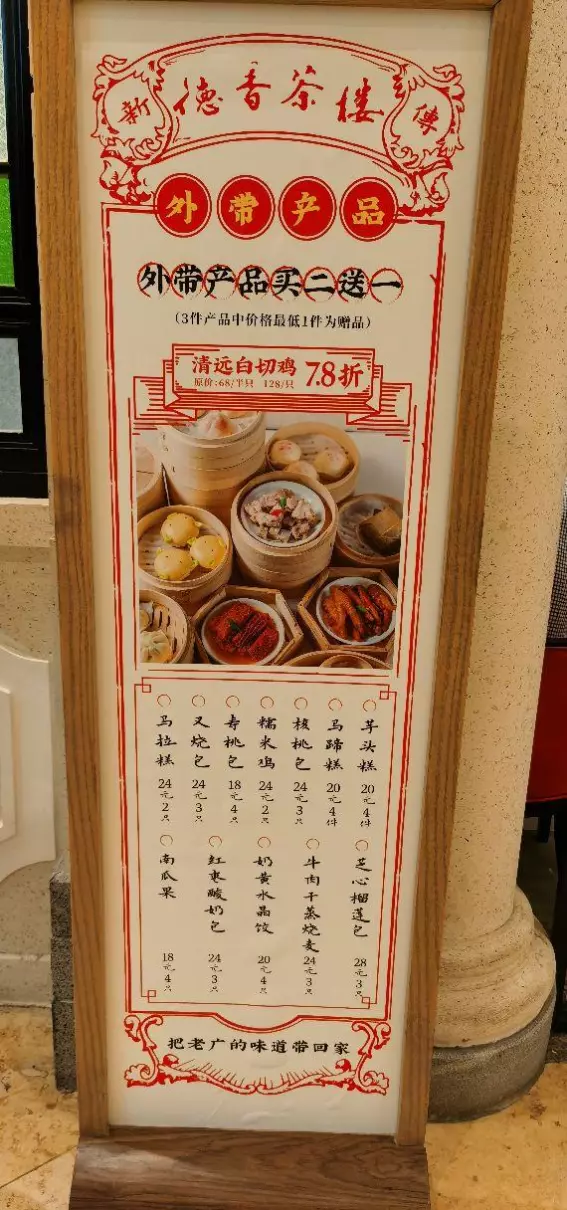 新 德香茶楼 傳
外带产品
外带产品买二送一
（3件产品中价格最低1件为赠品）
清远白切鸡 7.8折
原价:68/半只 128/只
芋头糕 20元4件
马蹄糕 20元4件
核桃包 24元3只
糯米鸡 24元2只
寿桃包 18元4只
叉烧包 24元3只
马拉糕 24元2只
芝心榴莲包 28元3只
牛肉干蒸烧麦 24元3只
奶黄水晶饺 20元4只
红枣酸奶包 24元3只
南瓜果 18元4只
把老广的味道带回家